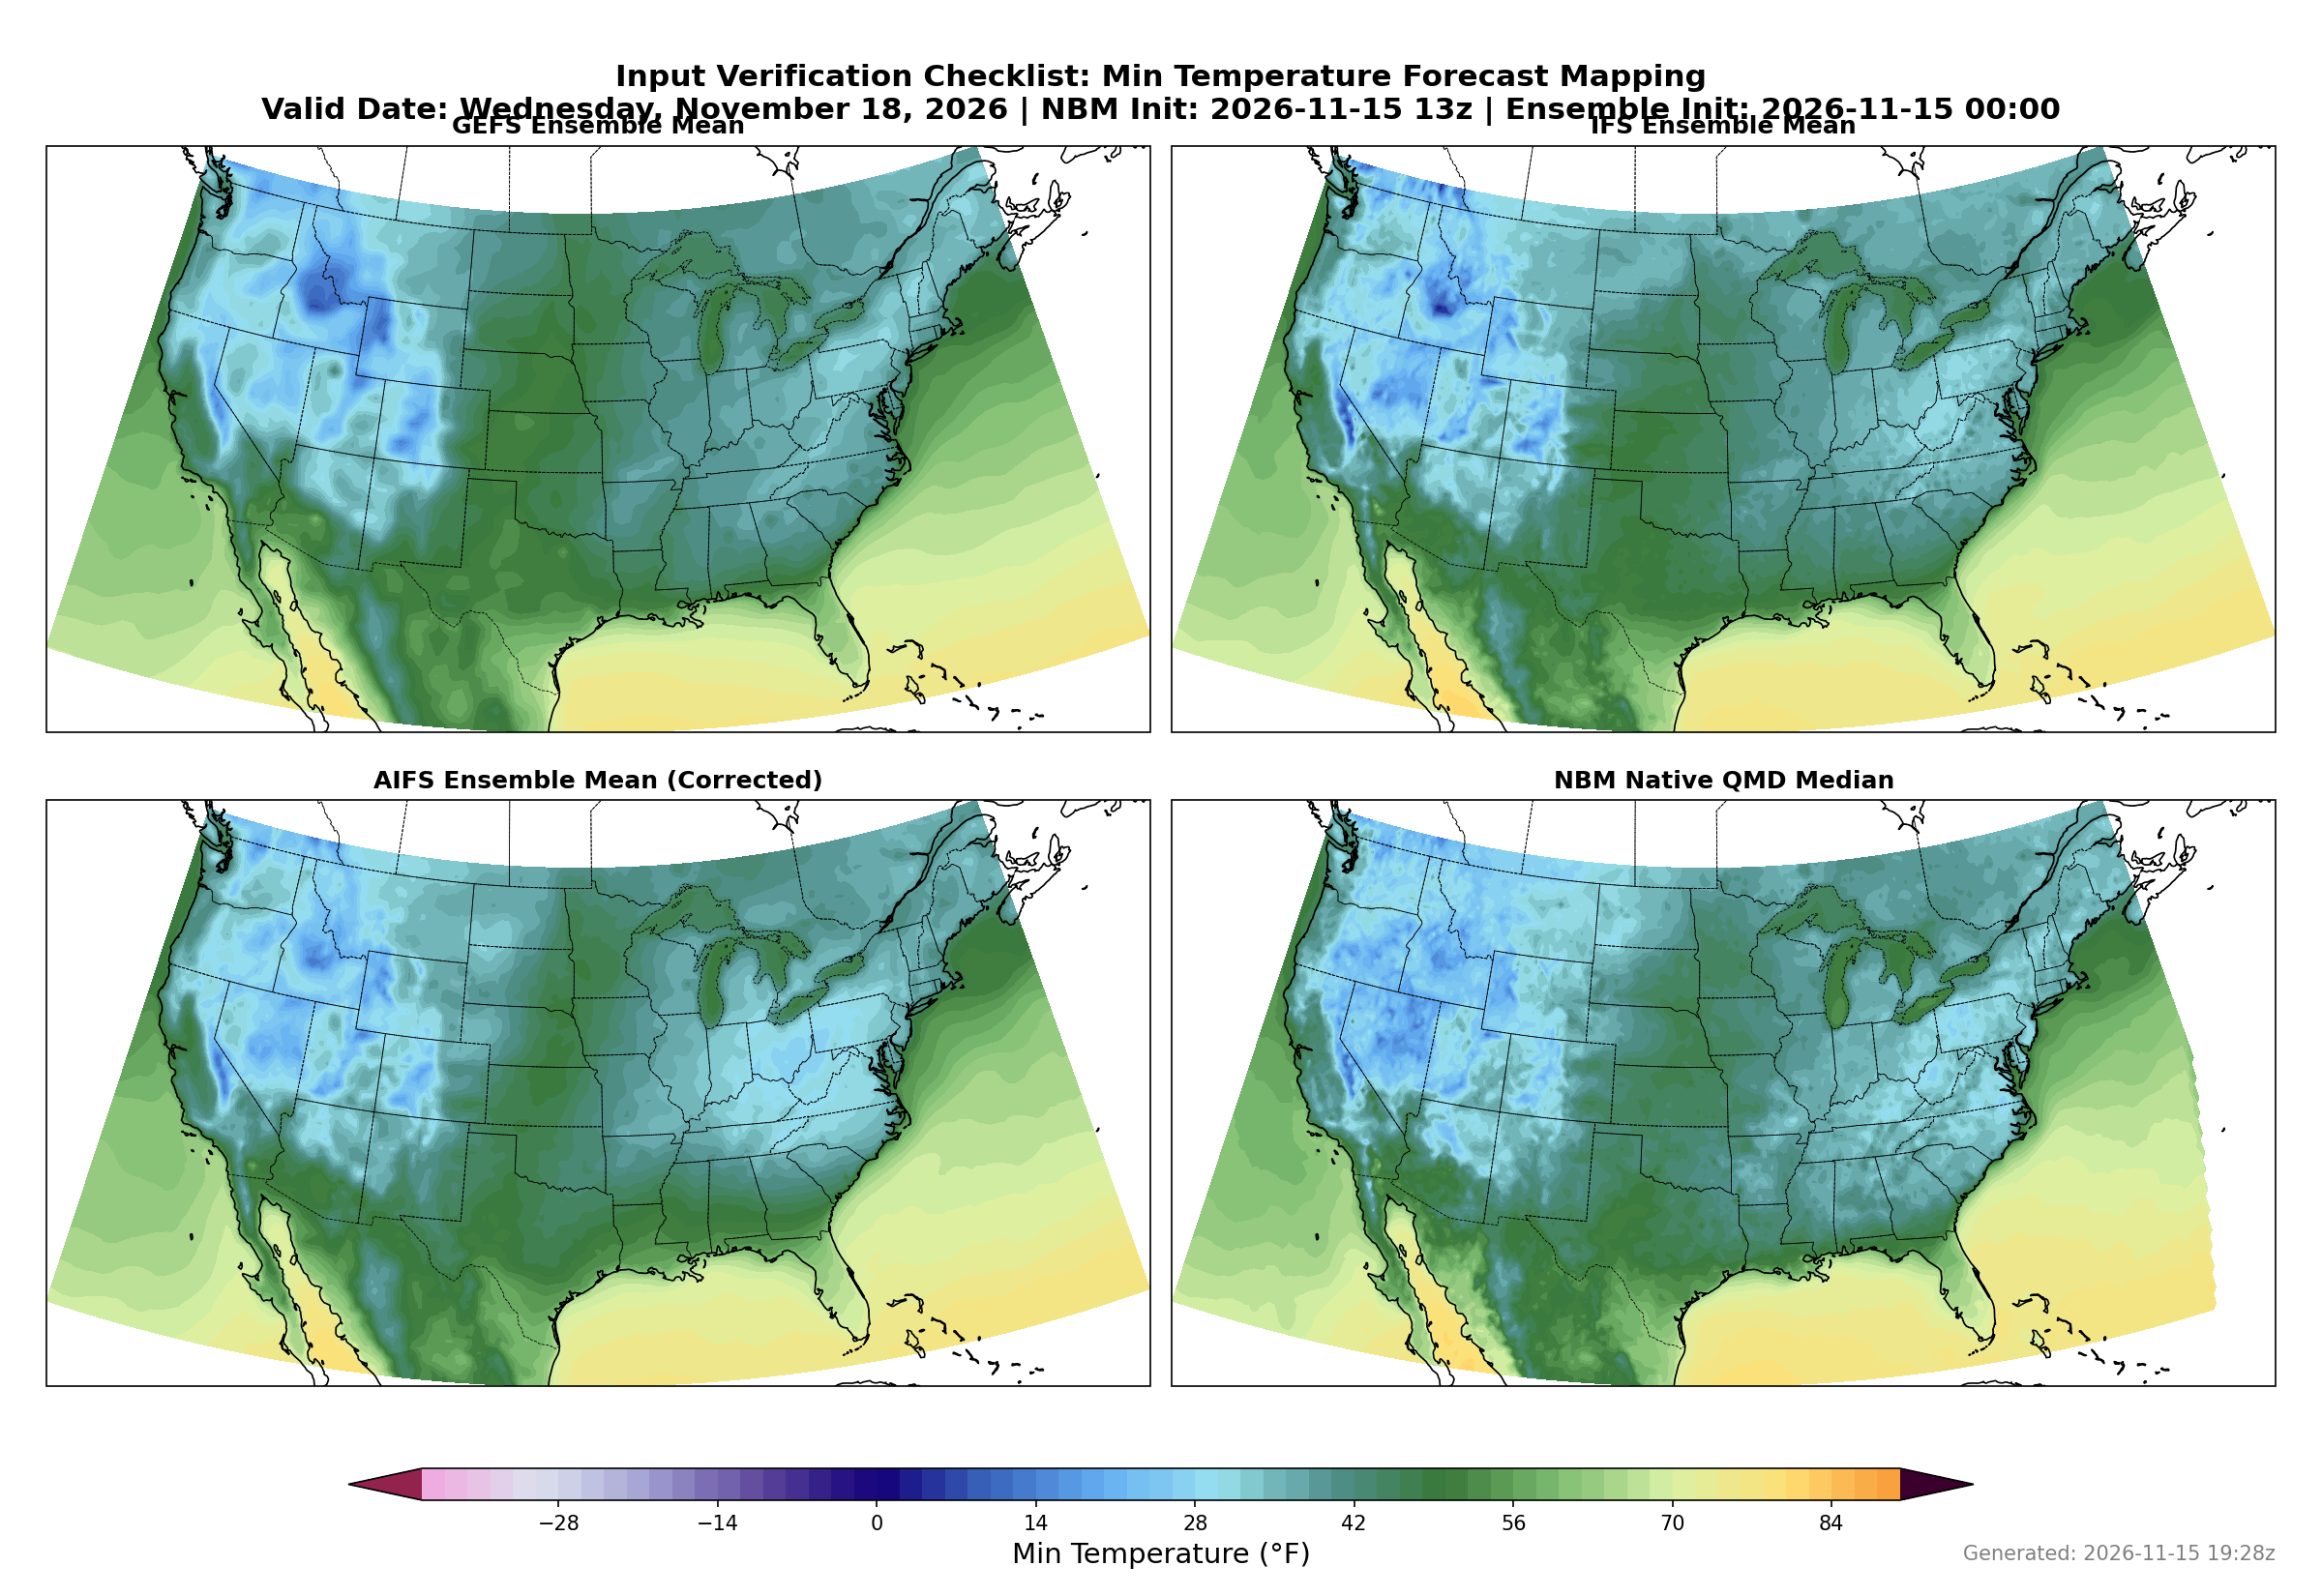 Input Verification Checklist: Min Temperature Forecast Mapping
Valid Date: Wednesday, November 18, 2026 | NBM Init: 2026-11-15 13z | Ensemble Init: 2026-11-15 00:00
GEFS Ensemble Mean
IFS Ensemble Mean
AIFS Ensemble Mean (Corrected)
NBM Native QMD Median
−28 −14 0 14 28 42 56 70 84
Min Temperature (°F)
Generated: 2026-11-15 19:28z